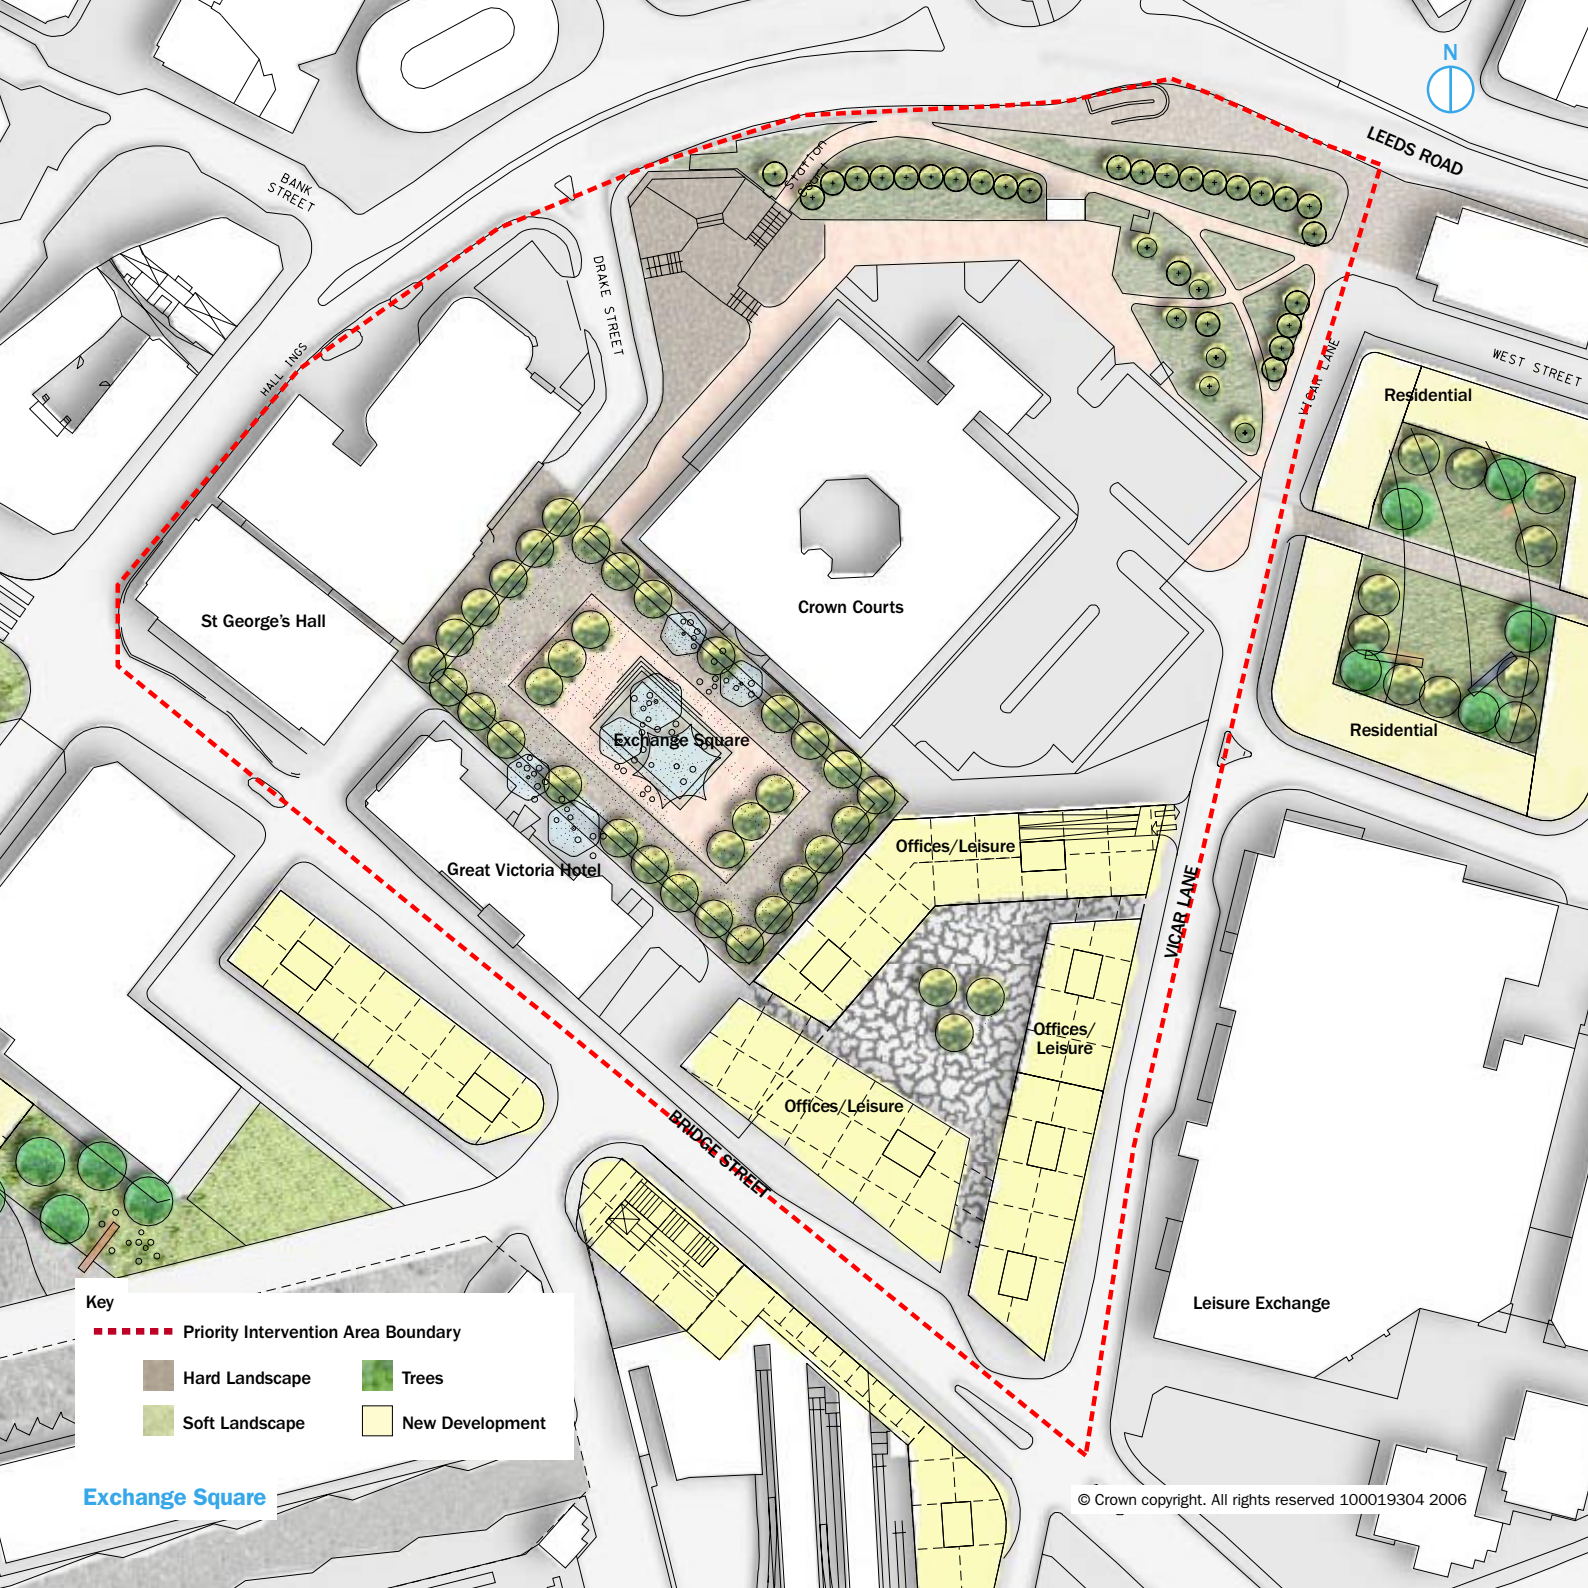 N
LEEDS ROAD
BANK
STREET
Station
Court
DRAKE STREET
HALL INGS
VICAR LANE
WEST STREET
Residential
St George's Hall
Crown Courts
Exchange Square
Residential
Great Victoria Hotel
Offices/Leisure
VICAR LANE
Offices/
Leisure
Offices/Leisure
BRIDGE STREET
Leisure Exchange
Key
Priority Intervention Area Boundary
Hard Landscape
Trees
Soft Landscape
New Development
Exchange Square
© Crown copyright. All rights reserved 100019304 2006